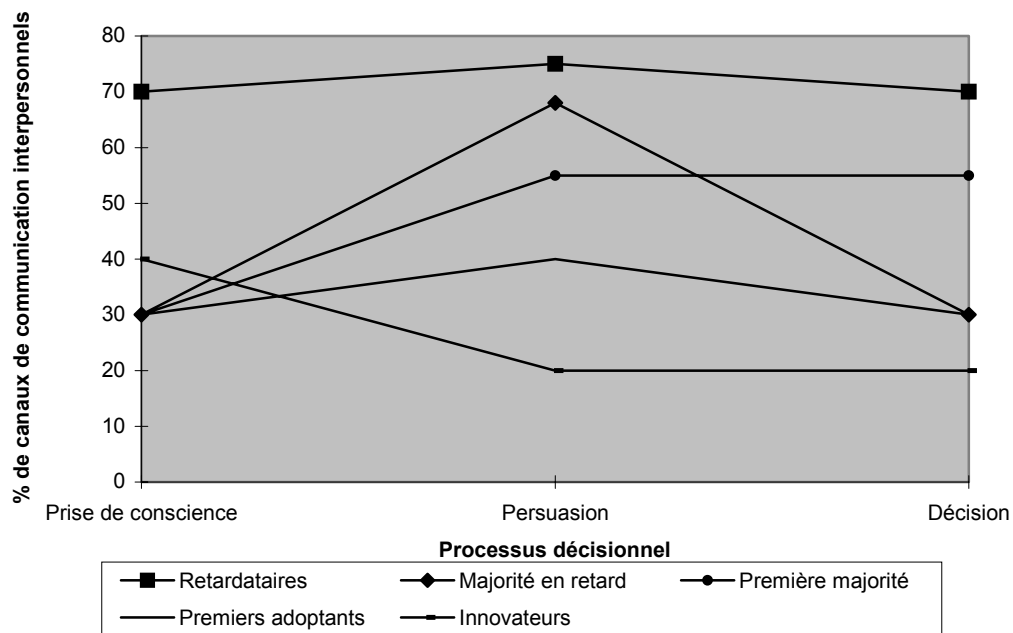 % de canaux de communication interpersonnels
80
70
60
50
40
30
20
10
0
Prise de conscience Persuasion Décision
Processus décisionnel
Retardataires Majorité en retard Première majorité
Premiers adoptants Innovateurs